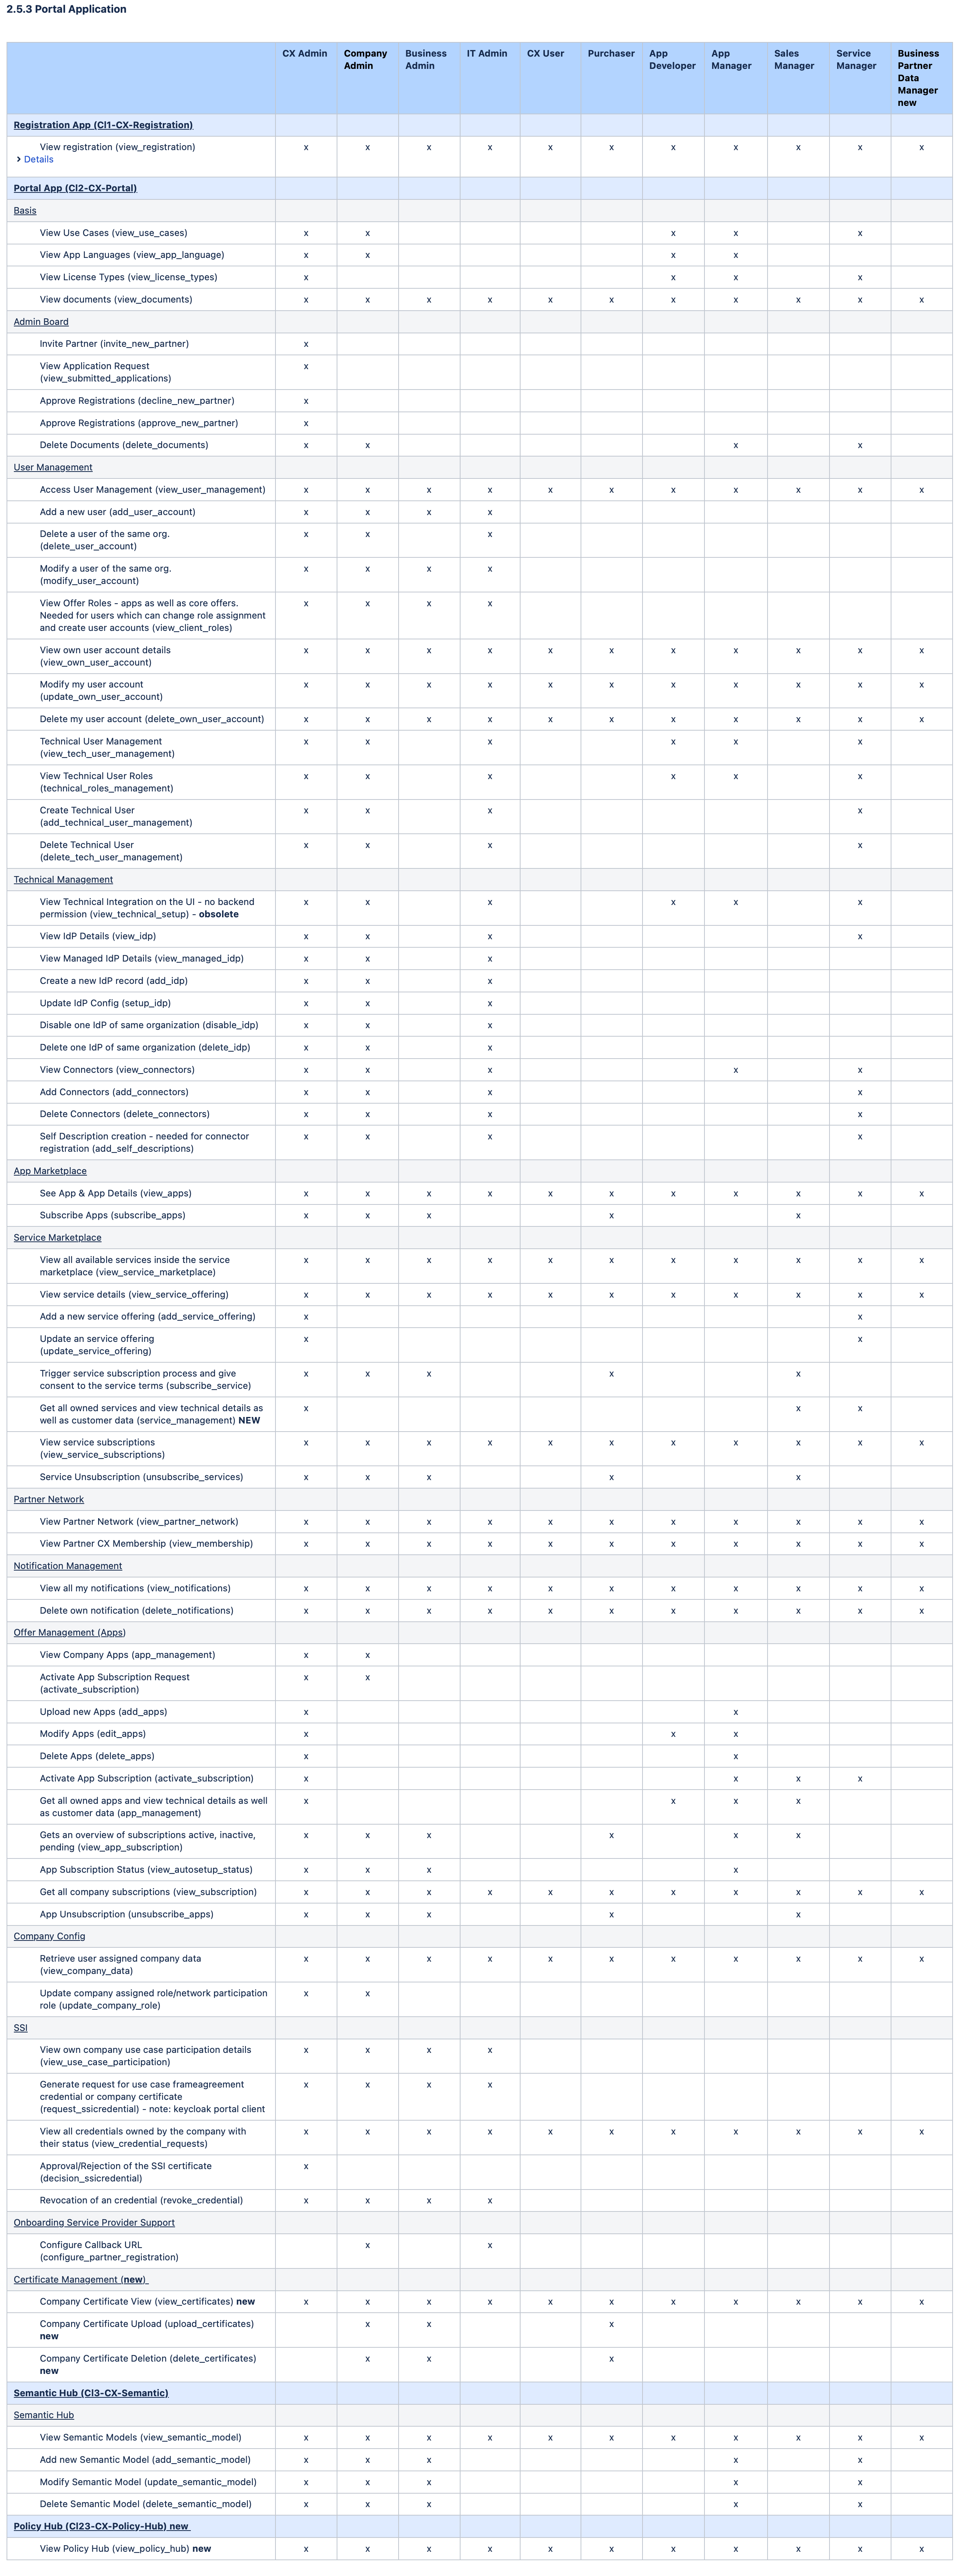 2.5.3 Portal Application
CX Admin Company Admin Business Admin IT Admin CX User Purchaser App Developer App Manager Sales Manager Service Manager Business Partner Data Manager new
Registration App (Cl1-CX-Registration)
View registration (view_registration) x x x x x x x x x x x
Details
Portal App (Cl2-CX-Portal)
Basis
View Use Cases (view_use_cases) x x x x x
View App Languages (view_app_language) x x x x
View License Types (view_license_types) x x x x
View documents (view_documents) x x x x x x x x x x x
Admin Board
Invite Partner (invite_new_partner) x
View Application Request x
(view_submitted_applications)
Approve Registrations (decline_new_partner) x
Approve Registrations (approve_new_partner) x
Delete Documents (delete_documents) x x x x
User Management
Access User Management (view_user_management) x x x x x x x x x x x
Add a new user (add_user_account) x x x x
Delete a user of the same org. x x x
(delete_user_account)
Modify a user of the same org. x x x x
(modify_user_account)
View Offer Roles - apps as well as core offers. x x x x
Needed for users which can change role assignment
and create user accounts (view_client_roles)
View own user account details x x x x x x x x x x x
(view_own_user_account)
Modify my user account x x x x x x x x x x x
(update_own_user_account)
Delete my user account (delete_own_user_account) x x x x x x x x x x x
Technical User Management x x x x x x
(view_tech_user_management)
View Technical User Roles x x x x x x
(technical_roles_management)
Create Technical User x x x x
(add_technical_user_management)
Delete Technical User x x x x
(delete_tech_user_management)
Technical Management
View Technical Integration on the UI - no backend x x x x x x
permission (view_technical_setup) - obsolete
View IdP Details (view_idp) x x x x
View Managed IdP Details (view_managed_idp) x x x
Create a new IdP record (add_idp) x x x
Update IdP Config (setup_idp) x x x
Disable one IdP of same organization (disable_idp) x x x
Delete one IdP of same organization (delete_idp) x x x
View Connectors (view_connectors) x x x x x
Add Connectors (add_connectors) x x x x
Delete Connectors (delete_connectors) x x x x
Self Description creation - needed for connector x x x x
registration (add_self_descriptions)
App Marketplace
See App & App Details (view_apps) x x x x x x x x x x x
Subscribe Apps (subscribe_apps) x x x x x
Service Marketplace
View all available services inside the service x x x x x x x x x x x
marketplace (view_service_marketplace)
View service details (view_service_offering) x x x x x x x x x x x
Add a new service offering (add_service_offering) x x
Update an service offering x x
(update_service_offering)
Trigger service subscription process and give x x x x x
consent to the service terms (subscribe_service)
Get all owned services and view technical details as x x x
well as customer data (service_management) NEW
View service subscriptions x x x x x x x x x x x
(view_service_subscriptions)
Service Unsubscription (unsubscribe_services) x x x x x
Partner Network
View Partner Network (view_partner_network) x x x x x x x x x x x
View Partner CX Membership (view_membership) x x x x x x x x x x x
Notification Management
View all my notifications (view_notifications) x x x x x x x x x x x
Delete own notification (delete_notifications) x x x x x x x x x x x
Offer Management (Apps)
View Company Apps (app_management) x x
Activate App Subscription Request x x
(activate_subscription)
Upload new Apps (add_apps) x x
Modify Apps (edit_apps) x x x
Delete Apps (delete_apps) x x
Activate App Subscription (activate_subscription) x x x x
Get all owned apps and view technical details as well x x x x
as customer data (app_management)
Gets an overview of subscriptions active, inactive, x x x x x x
pending (view_app_subscription)
App Subscription Status (view_autosetup_status) x x x x
Get all company subscriptions (view_subscription) x x x x x x x x x x x
App Unsubscription (unsubscribe_apps) x x x x x
Company Config
Retrieve user assigned company data x x x x x x x x x x x
(view_company_data)
Update company assigned role/network participation x x
role (update_company_role)
SSI
View own company use case participation details x x x x
(view_use_case_participation)
Generate request for use case frameagreement x x x x
credential or company certificate
(request_ssicredential) - note: keycloak portal client
View all credentials owned by the company with x x x x x x x x x x x
their status (view_credential_requests)
Approval/Rejection of the SSI certificate x
(decision_ssicredential)
Revocation of an credential (revoke_credential) x x x x
Onboarding Service Provider Support
Configure Callback URL x x
(configure_partner_registration)
Certificate Management (new)
Company Certificate View (view_certificates) new x x x x x x x x x x x
Company Certificate Upload (upload_certificates) x x x
new
Company Certificate Deletion (delete_certificates) x x x
new
Semantic Hub (Cl3-CX-Semantic)
Semantic Hub
View Semantic Models (view_semantic_model) x x x x x x x x x x x
Add new Semantic Model (add_semantic_model) x x x x x
Modify Semantic Model (update_semantic_model) x x x x x
Delete Semantic Model (delete_semantic_model) x x x x x
Policy Hub (Cl23-CX-Policy-Hub) new
View Policy Hub (view_policy_hub) new x x x x x x x x x x x